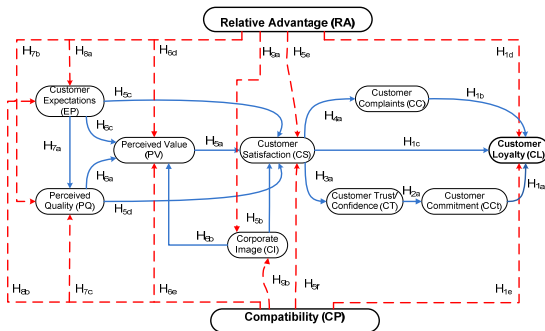 Relative Advantage (RA)
H7b
H8a
H6d
H9a
H5e
H1d
Customer
Expectations
(EP)
H5c
Customer
Complaints (CC)
H1b
H6c
H4a
H7a
Perceived Value
(PV)
H5a
Customer
Satisfaction (CS)
H1c
Customer
Loyalty (CL)
H6a
H3a
Perceived
Quality (PQ)
H5d
Customer Trust/
Confidence (CT)
H2a
Customer
Commitment (CCt)
H1a
H5b
H6b
Corporate
Image (CI)
H8b
H7c
H6e
H9b
H5f
H1e
Compatibility (CP)